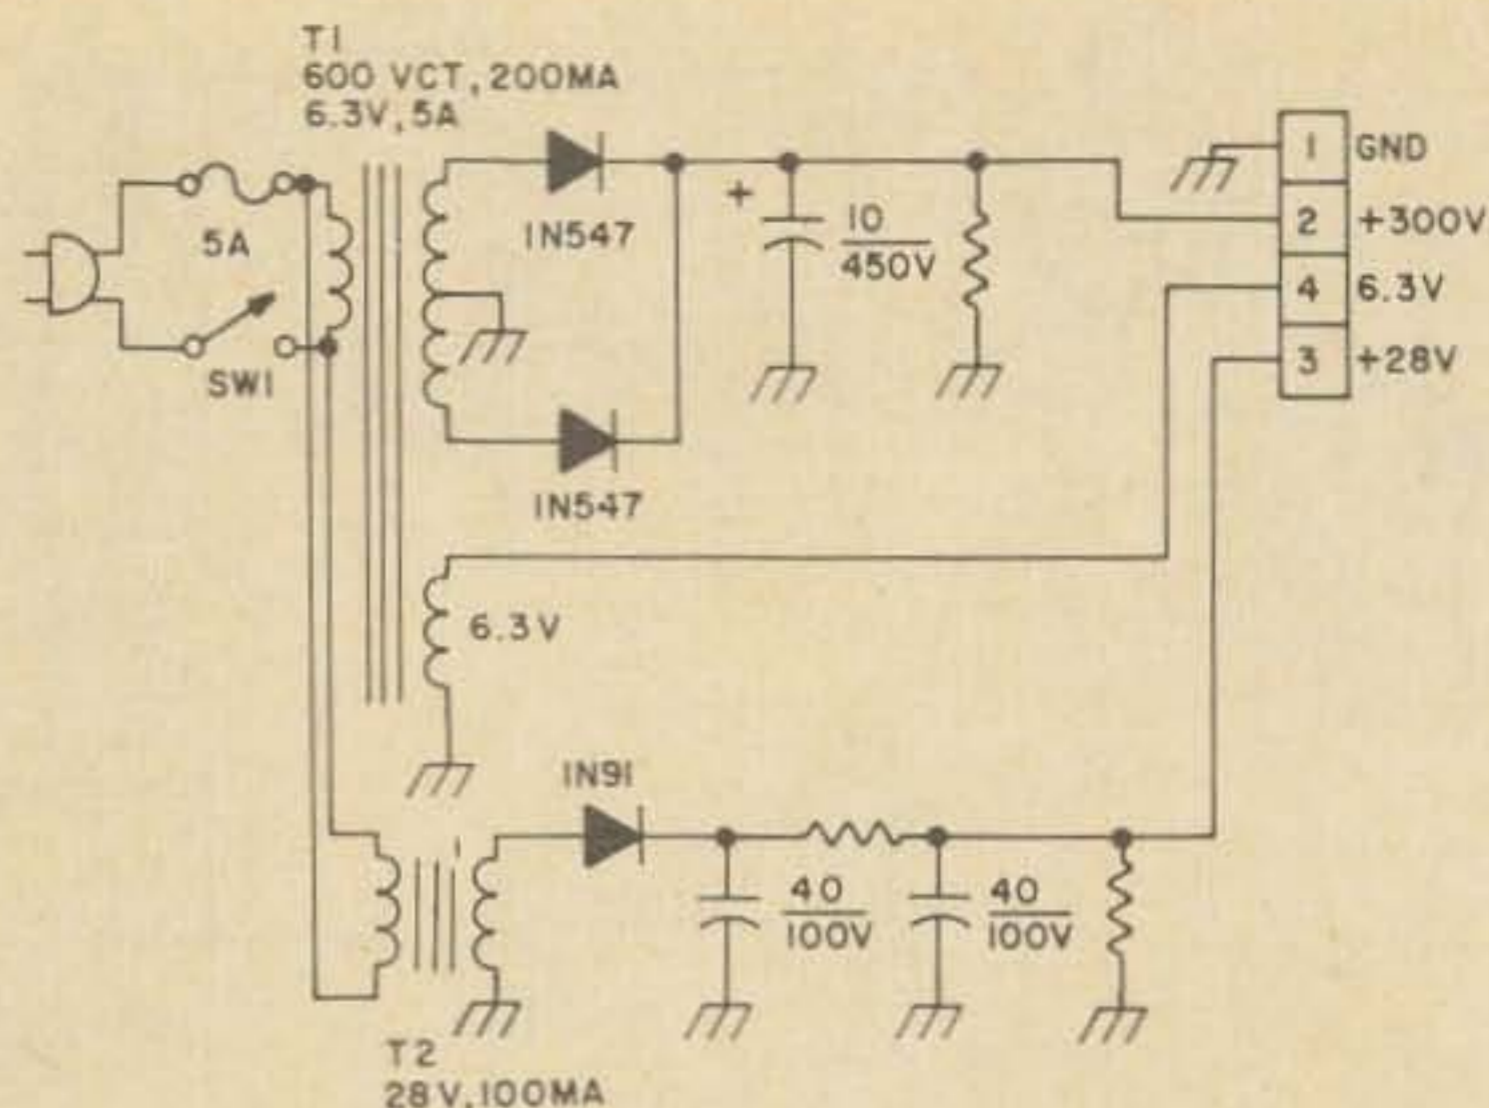 T1
600 VCT, 200MA
6.3V, 5A
5A
SW1
1N547
1N547
+
10
450V
1 GND
2 +300V
4 6.3V
3 +28V
6.3V
1N91
40
100V
40
100V
T2
28V, 100MA